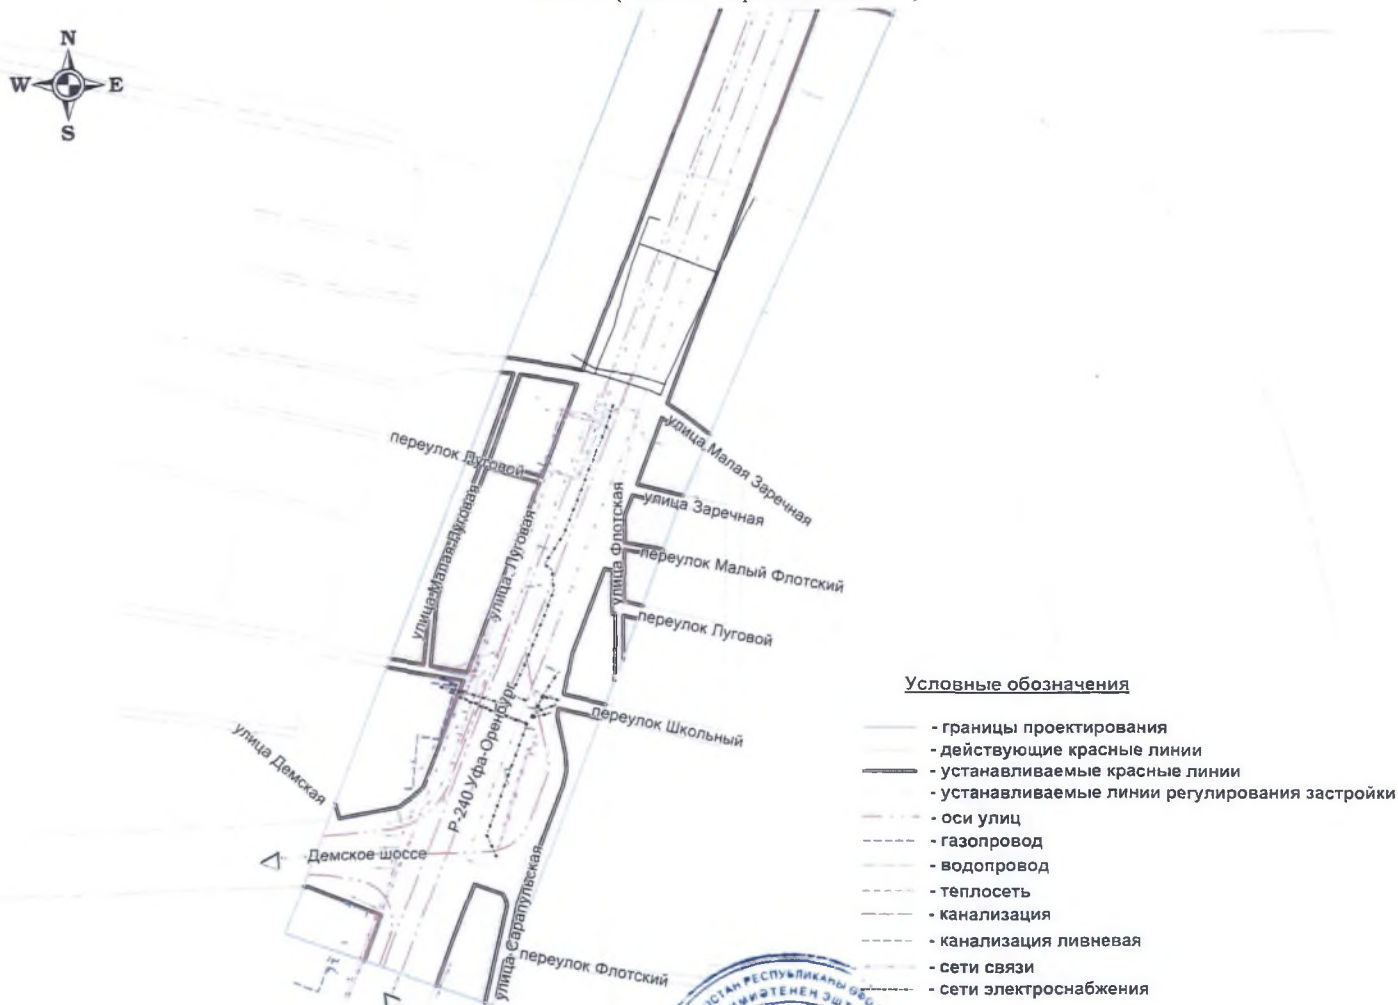 N
W E
S
переулок Луговой
улица Малая Заречная
улица Заречная
улица Флотская
улица Малая Луговая
улица Луговая
переулок Малый Флотский
переулок Луговой
переулок Школьный
улица Демская
Р-240 Уфа-Оренбург
Демское шоссе
улица Сарапульская
переулок Флотский
Условные обозначения
- границы проектирования
- действующие красные линии
- устанавливаемые красные линии
- устанавливаемые линии регулирования застройки
- оси улиц
- газопровод
- водопровод
- теплосеть
- канализация
- канализация ливневая
- сети связи
- сети электроснабжения